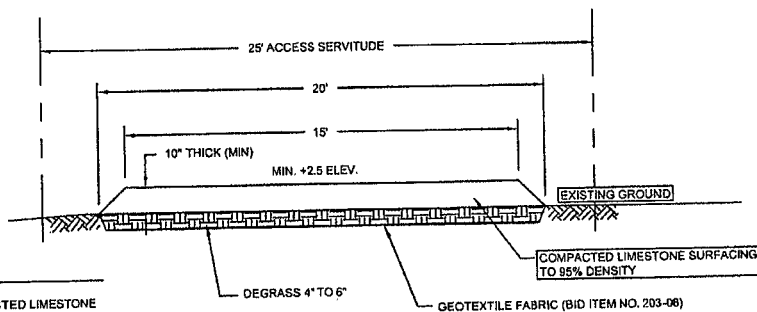 25' ACCESS SERVITUDE
20'
15'
10" THICK (MIN)
MIN. +2.5 ELEV.
EXISTING GROUND
COMPACTED LIMESTONE SURFACING
TO 95% DENSITY
DEGRASS 4" TO 6"
GEOTEXTILE FABRIC (BID ITEM NO. 203-08)
TED LIMESTONE